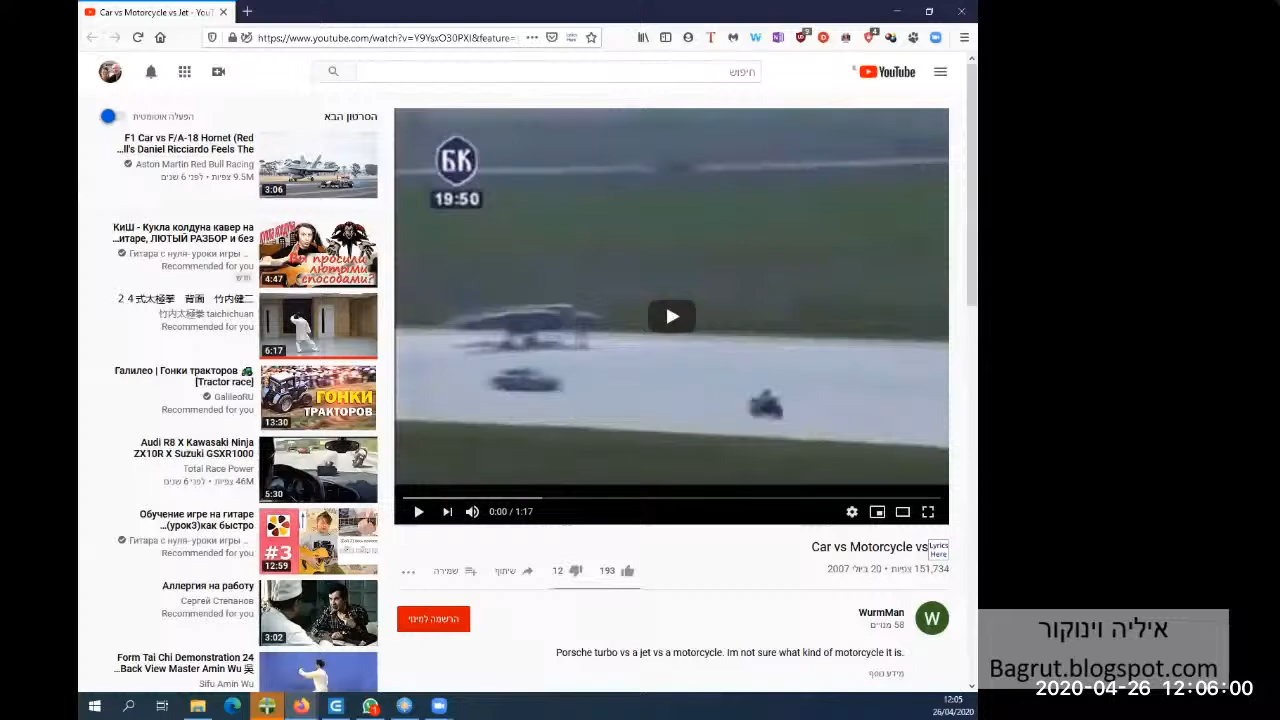 Car vs Motorcycle vs Jet - YouT
https://www.youtube.com/watch?v=Y9YsxO30PXI&feature=
YouTube
חיפוש
הסרטון הבא
הפעלה אוטומטית
F1 Car vs F/A-18 Hornet (Red
...ll's Daniel Ricciardo Feels The
Aston Martin Red Bull Racing
9.5M צפיות • לפני 6 שנים
3:06
КиШ - Кукла колдуна кавер на
...итаре, ЛЮТЫЙ РАЗБОР и без
Гитара с нуля- уроки игры ...
Recommended for you
חדש
Вы просили
лютыми
способами?
4:47
２４式太極拳 背面 竹内健二
竹内太極拳 taichichuan
Recommended for you
6:17
Галилео | Гонки тракторов
[Tractor race]
GalileoRU
Recommended for you
ГОНКИ
ТРАКТОРОВ
13:30
Audi R8 X Kawasaki Ninja
ZX10R X Suzuki GSXR1000
Total Race Power
46M צפיות • לפני 6 שנים
5:30
Обучение игре на гитаре
...(урок3)как быстро
Гитара с нуля- уроки игры ...
Recommended for you
#3
12:59
Аллергия на работу
Сергей Степанов
Recommended for you
3:02
Form Tai Chi Demonstration 24
...Back View Master Amin Wu 吳
Sifu Amin Wu
БК
19:50
0:00 / 1:17
Car vs Motorcycle vs
Lyrics
Here
151,734 צפיות • 20 ביולי 2007
193
12
שיתוף
שמירה
W
WurmMan
58 מנויים
הרשמה למינוי
Porsche turbo vs a jet vs a motorcycle. Im not sure what kind of motorcycle it is.
מידע נוסף
איליה וינוקור
Bagrut.blogspot.com
2020-04-26 12:06:00
12:05
26/04/2020